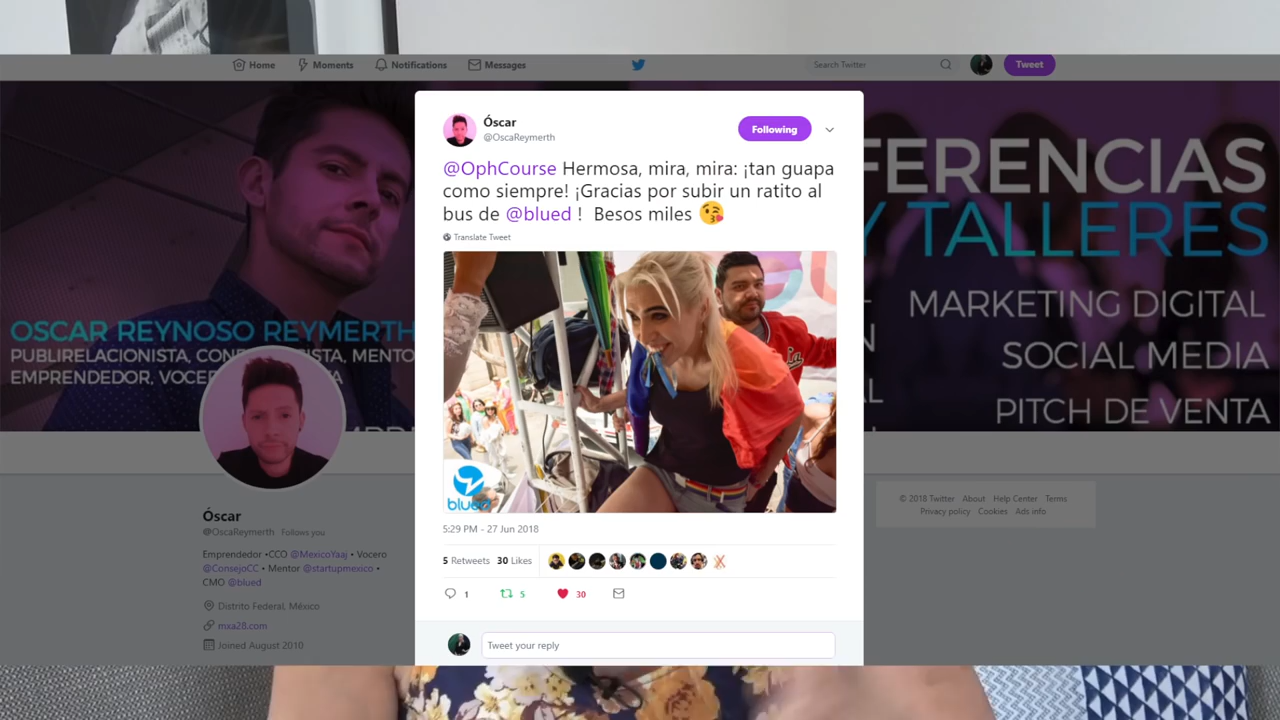 Home
Moments
Notifications
Messages
Search Twitter
Tweet
Óscar
@OscaReymerth
Following
@OphCourse Hermosa, mira, mira: ¡tan guapa
como siempre! ¡Gracias por subir un ratito al
bus de @blued ! Besos miles 😘
Translate Tweet
blued
5:29 PM - 27 Jun 2018
5 Retweets 30 Likes
1
5
30
Tweet your reply
OSCAR REYNOSO REYMERTH
PUBLIRELACIONISTA, CON
ISTA, MENTO
EMPRENDEDOR, VOCE
FERENCIAS
Y TALLERES
MARKETING DIGITAL
SOCIAL MEDIA
PITCH DE VENTA
Óscar
@OscaReymerth Follows you
Emprendedor •CCO @MexicoYaaj • Vocero
@ConsejoCC • Mentor @startupmexico •
CMO @blued
Distrito Federal, México
mxa28.com
Joined August 2010
© 2018 Twitter About Help Center Terms
Privacy policy Cookies Ads info